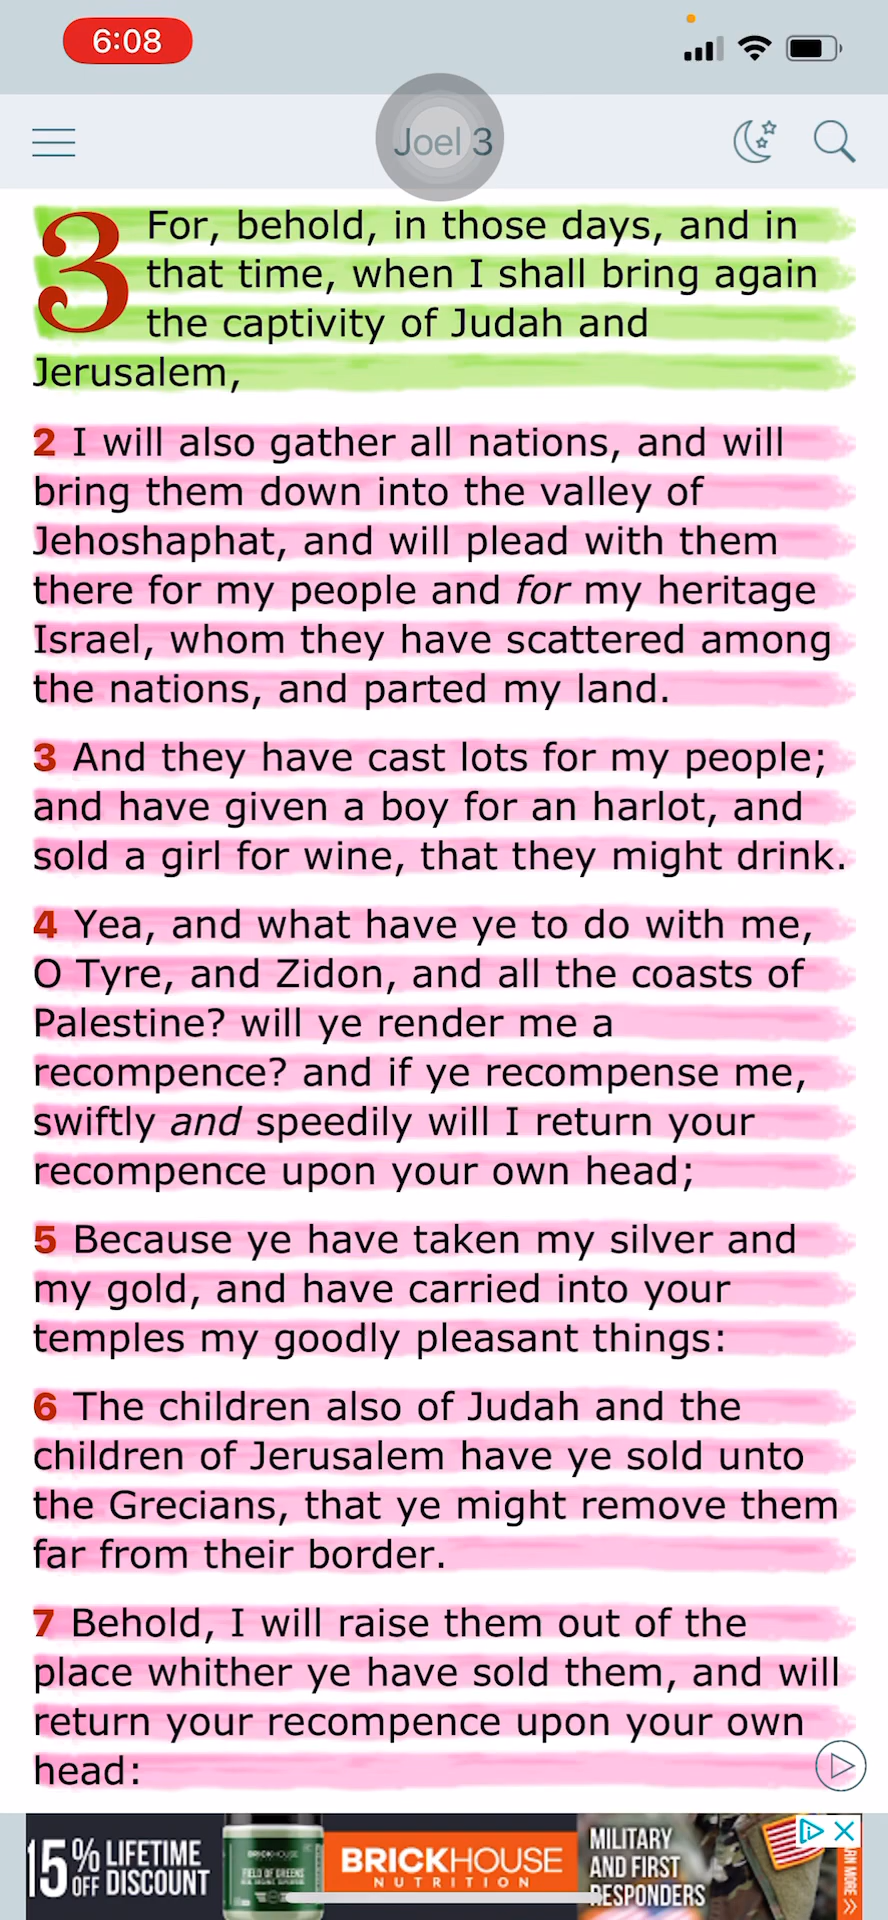 6:08
Joel 3
3 For, behold, in those days, and in
that time, when I shall bring again
the captivity of Judah and
Jerusalem,
2 I will also gather all nations, and will
bring them down into the valley of
Jehoshaphat, and will plead with them
there for my people and for my heritage
Israel, whom they have scattered among
the nations, and parted my land.
3 And they have cast lots for my people;
and have given a boy for an harlot, and
sold a girl for wine, that they might drink.
4 Yea, and what have ye to do with me,
O Tyre, and Zidon, and all the coasts of
Palestine? will ye render me a
recompence? and if ye recompense me,
swiftly and speedily will I return your
recompence upon your own head;
5 Because ye have taken my silver and
my gold, and have carried into your
temples my goodly pleasant things:
6 The children also of Judah and the
children of Jerusalem have ye sold unto
the Grecians, that ye might remove them
far from their border.
7 Behold, I will raise them out of the
place whither ye have sold them, and will
return your recompence upon your own
head:
15% OFF LIFETIME DISCOUNT
BRICKHOUSE
FIELD OF GREENS
BRICKHOUSE
NUTRITION
MILITARY
AND FIRST
RESPONDERS
RN MORE >>